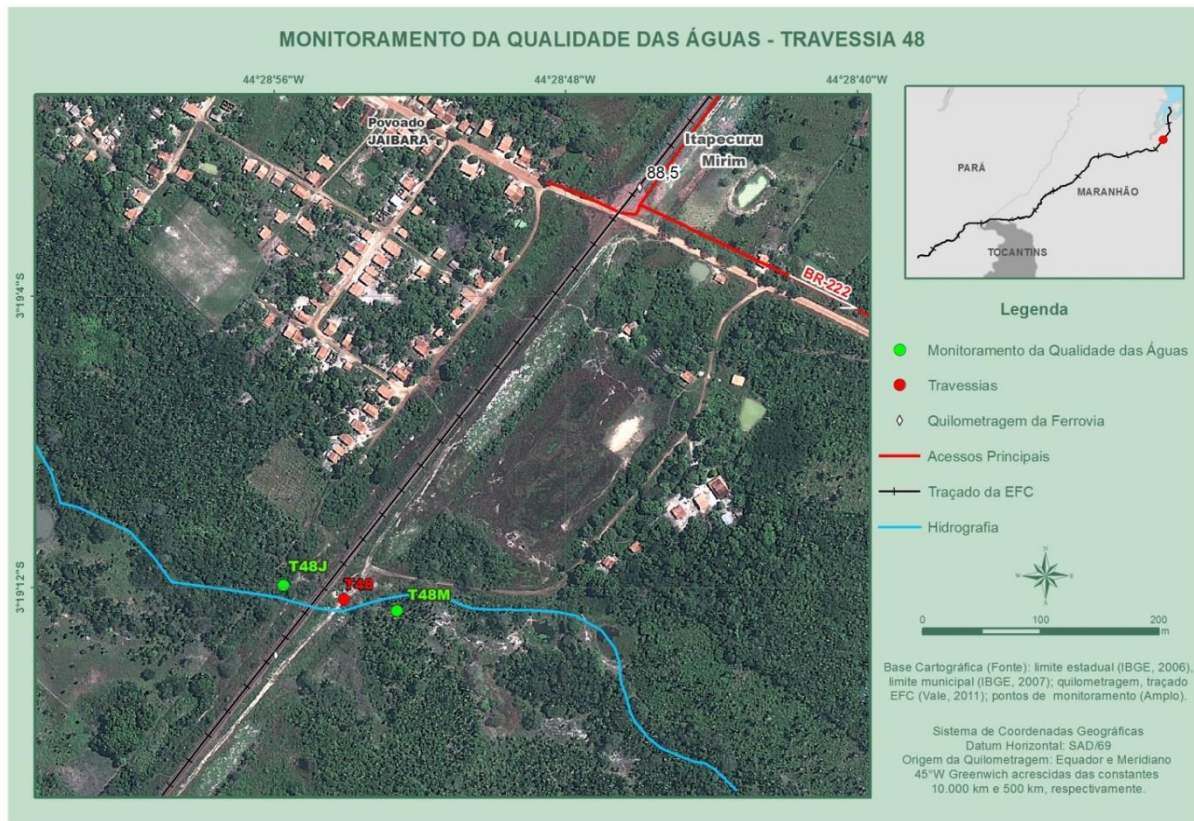 MONITORAMENTO DA QUALIDADE DAS ÁGUAS - TRAVESSIA 48
44°28'56"W
44°28'48"W
44°28'40"W
3°19'4"S
3°19'12"S
Povoado
JAIBARA
Itapecuru
Mirim
88,5
BR-222
T48J
T48
T48M
PARÁ
MARANHÃO
TOCANTINS
Legenda
Monitoramento da Qualidade das Águas
Travessias
Quilometragem da Ferrovia
Acessos Principais
Traçado da EFC
Hidrografia
N
W
E
S
0
100
200
m
Base Cartográfica (Fonte): limite estadual (IBGE, 2006),
limite municipal (IBGE, 2007); quilometragem, traçado
EFC (Vale, 2011); pontos de monitoramento (Amplo).
Sistema de Coordenadas Geográficas
Datum Horizontal: SAD/69
Origem da Quilometragem: Equador e Meridiano
45°W Greenwich acrescidas das constantes
10.000 km e 500 km, respectivamente.